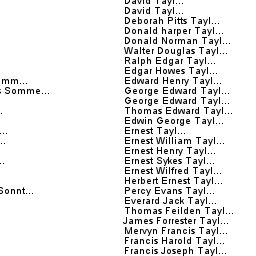 David Tayl...
David Tayl...
Deborah Pitts Tayl...
Donald harper Tayl...
Donald Norman Tayl...
Walter Douglas Tayl...
Ralph Edgar Tayl...
Edgar Howes Tayl...
omm... Edward Henry Tayl...
s Somme... George Edward Tayl...
George Edward Tayl...
.. Thomas Edward Tayl...
Edwin George Tayl...
... Ernest Tayl...
.. Ernest William Tayl...
Ernest Henry Tayl...
.. Ernest Sykes Tayl...
Ernest Wilfred Tayl...
Herbert Ernest Tayl...
Sonnt... Percy Evans Tayl...
Everard Jack Tayl...
Thomas Feilden Tayl...
James Forrester Tayl...
Mervyn Francis Tayl...
Francis Harold Tayl...
Francis Joseph Tayl...